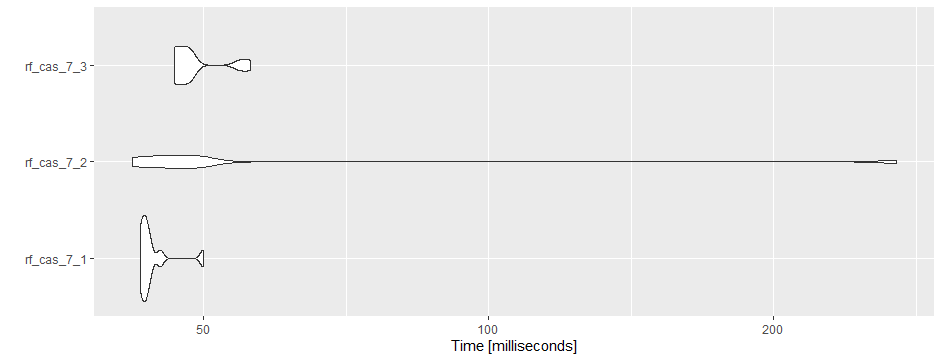 rf_cas_7_3
rf_cas_7_2
rf_cas_7_1
50
100
200
Time [milliseconds]